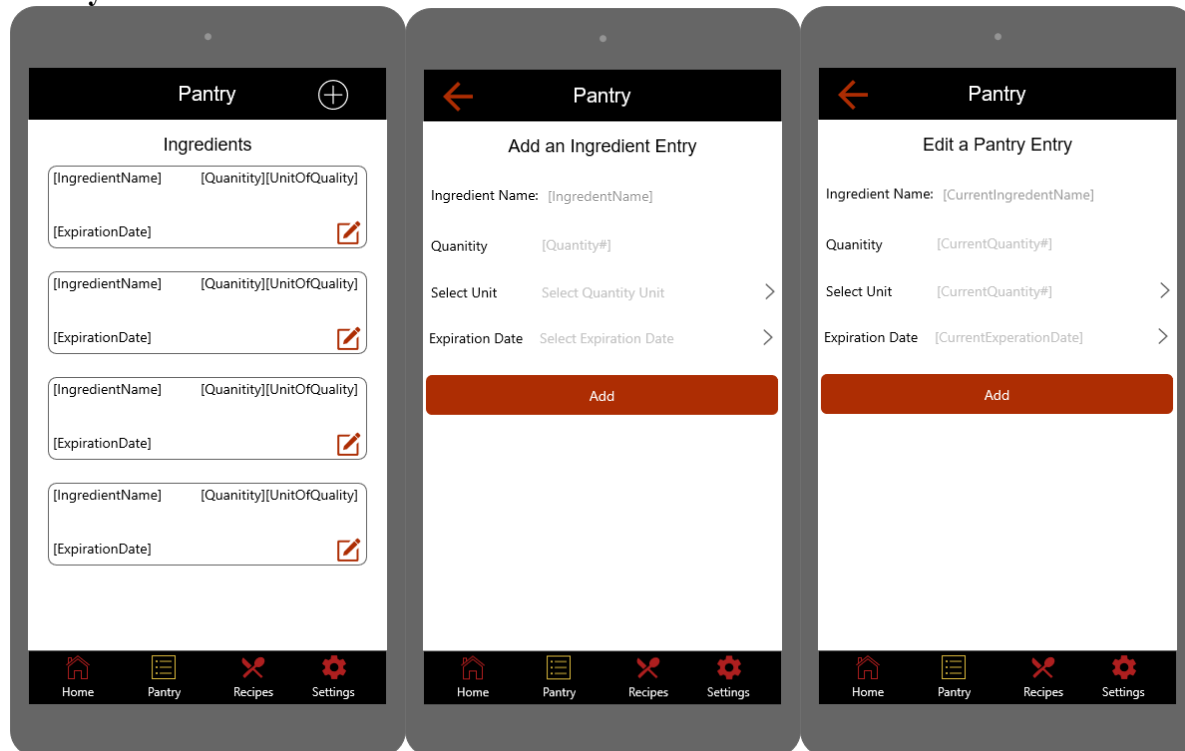 Pantry
Ingredients
[IngredientName] [Quanitity][UnitOfQuality]
[ExpirationDate]
[IngredientName] [Quanitity][UnitOfQuality]
[ExpirationDate]
[IngredientName] [Quanitity][UnitOfQuality]
[ExpirationDate]
[IngredientName] [Quanitity][UnitOfQuality]
[ExpirationDate]
Home Pantry Recipes Settings
Pantry
Add an Ingredient Entry
Ingredient Name: [IngredentName]
Quanitity [Quantity#]
Select Unit Select Quantity Unit
Expiration Date Select Expiration Date
Add
Home Pantry Recipes Settings
Pantry
Edit a Pantry Entry
Ingredient Name: [CurrentIngredentName]
Quanitity [CurrentQuantity#]
Select Unit [CurrentQuantity#]
Expiration Date [CurrentExperationDate]
Add
Home Pantry Recipes Settings